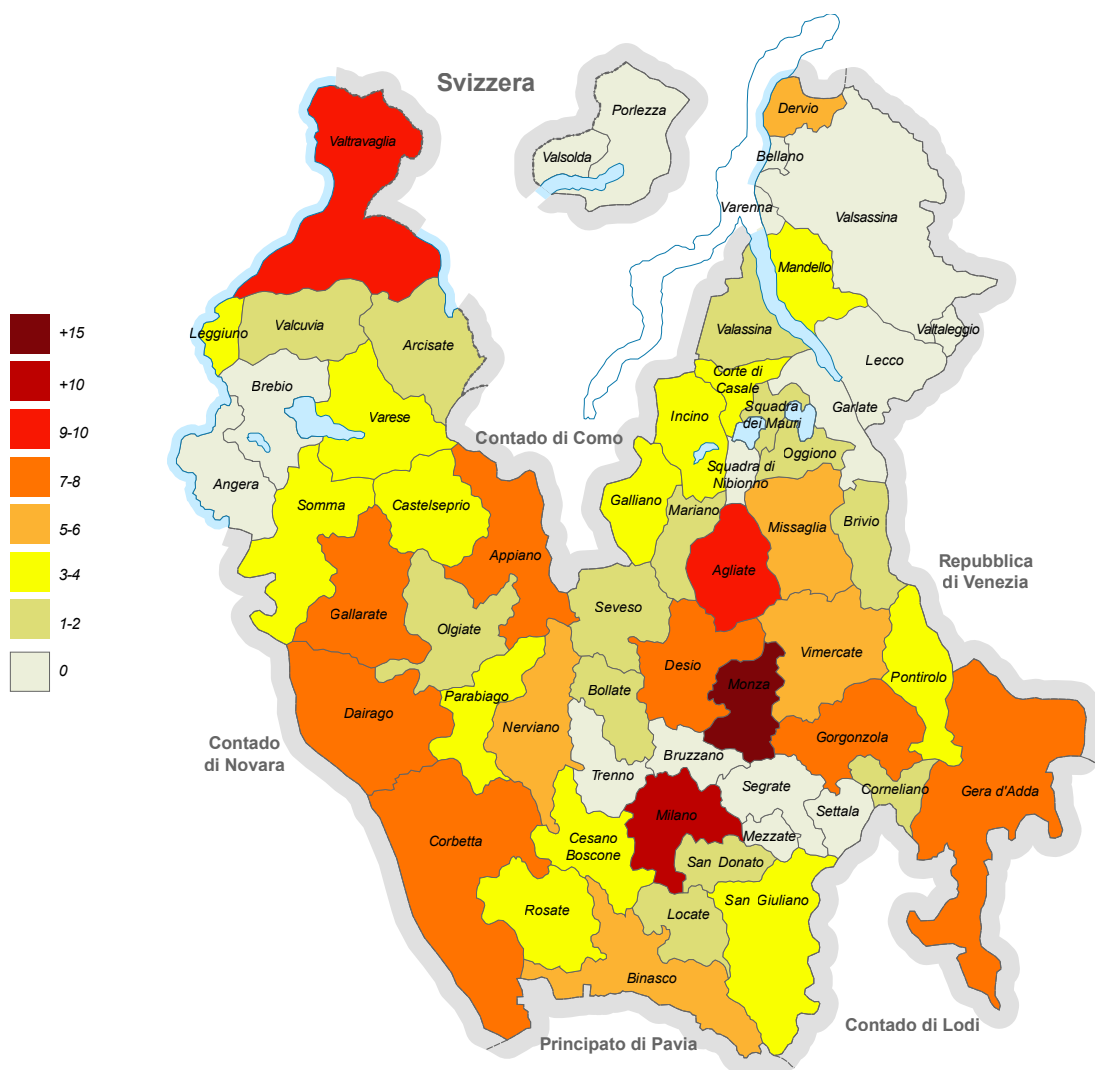 Svizzera
Dervio
Porlezza
Valtravaglia
Bellano
Valsolda
Varenna
Valsassina
Mandello
+15
+10
9-10
7-8
5-6
3-4
1-2
0
Leggiuno
Valcuvia
Arcisate
Valassina
Valtaleggio
Lecco
Brebio
Corte di
Casale
Varese
Incino
Squadra
dei Mauri
Garlate
Contado di Como
Oggiono
Angera
Squadra di
Nibionno
Somma
Castelseprio
Galliano
Mariano
Missaglia
Brivio
Appiano
Agliate
Repubblica
di Venezia
Gallarate
Olgiate
Seveso
Desio
Vimercate
Pontirolo
Monza
Parabiago
Bollate
Dairago
Nerviano
Gorgonzola
Contado
di Novara
Bruzzano
Trenno
Segrate
Corneliano
Gera d'Adda
Settala
Milano
Mezzate
Corbetta
Cesano
Boscone
San Donato
San Giuliano
Rosate
Locate
Binasco
Contado di Lodi
Principato di Pavia